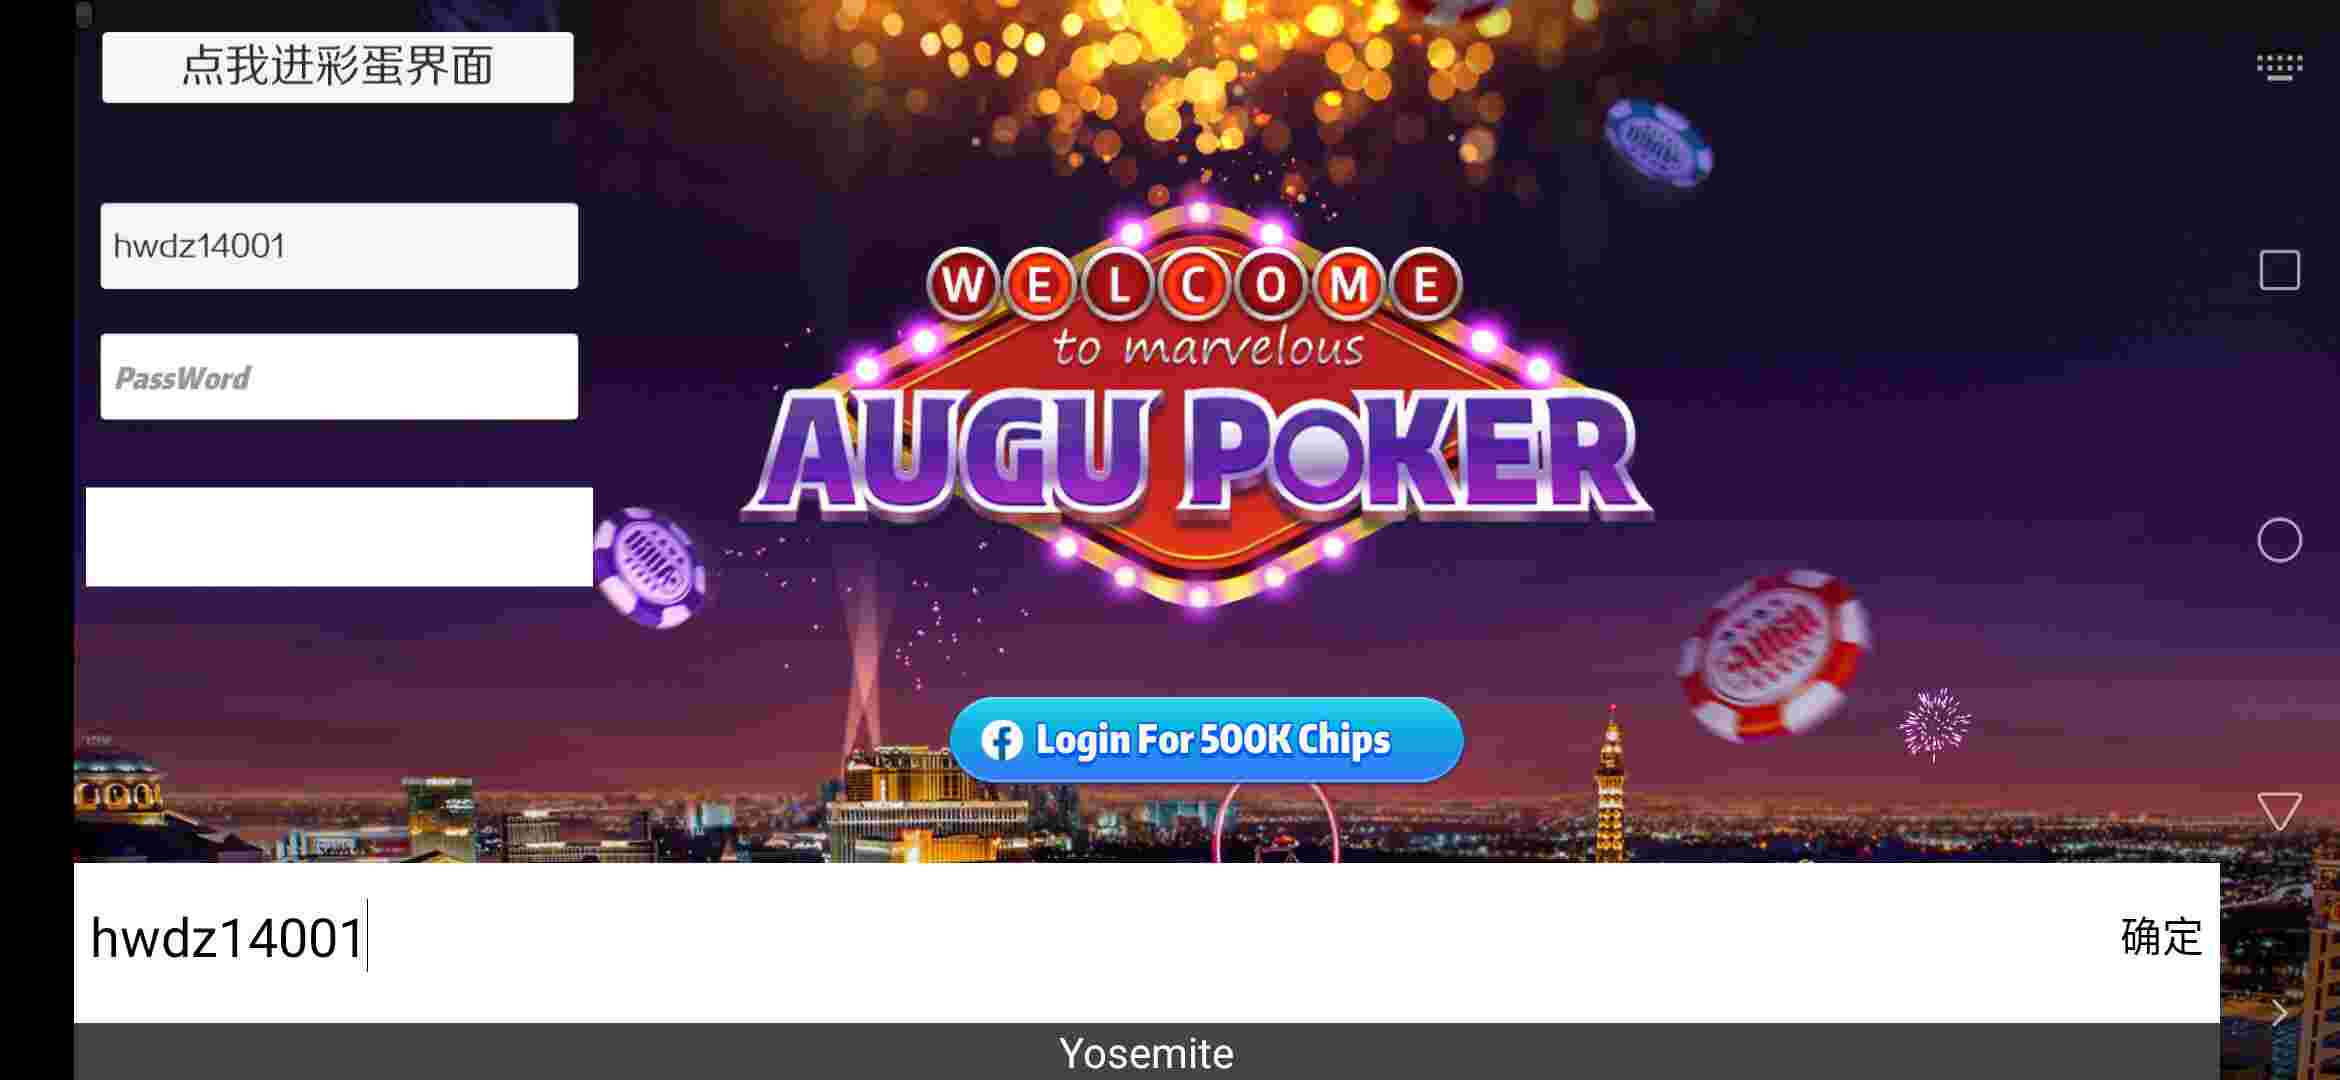 点我进彩蛋界面
hwdz14001
PassWord
WELCOME
to marvelous
AUGU POKER
Login For 500K Chips
hwdz14001
确定
Yosemite